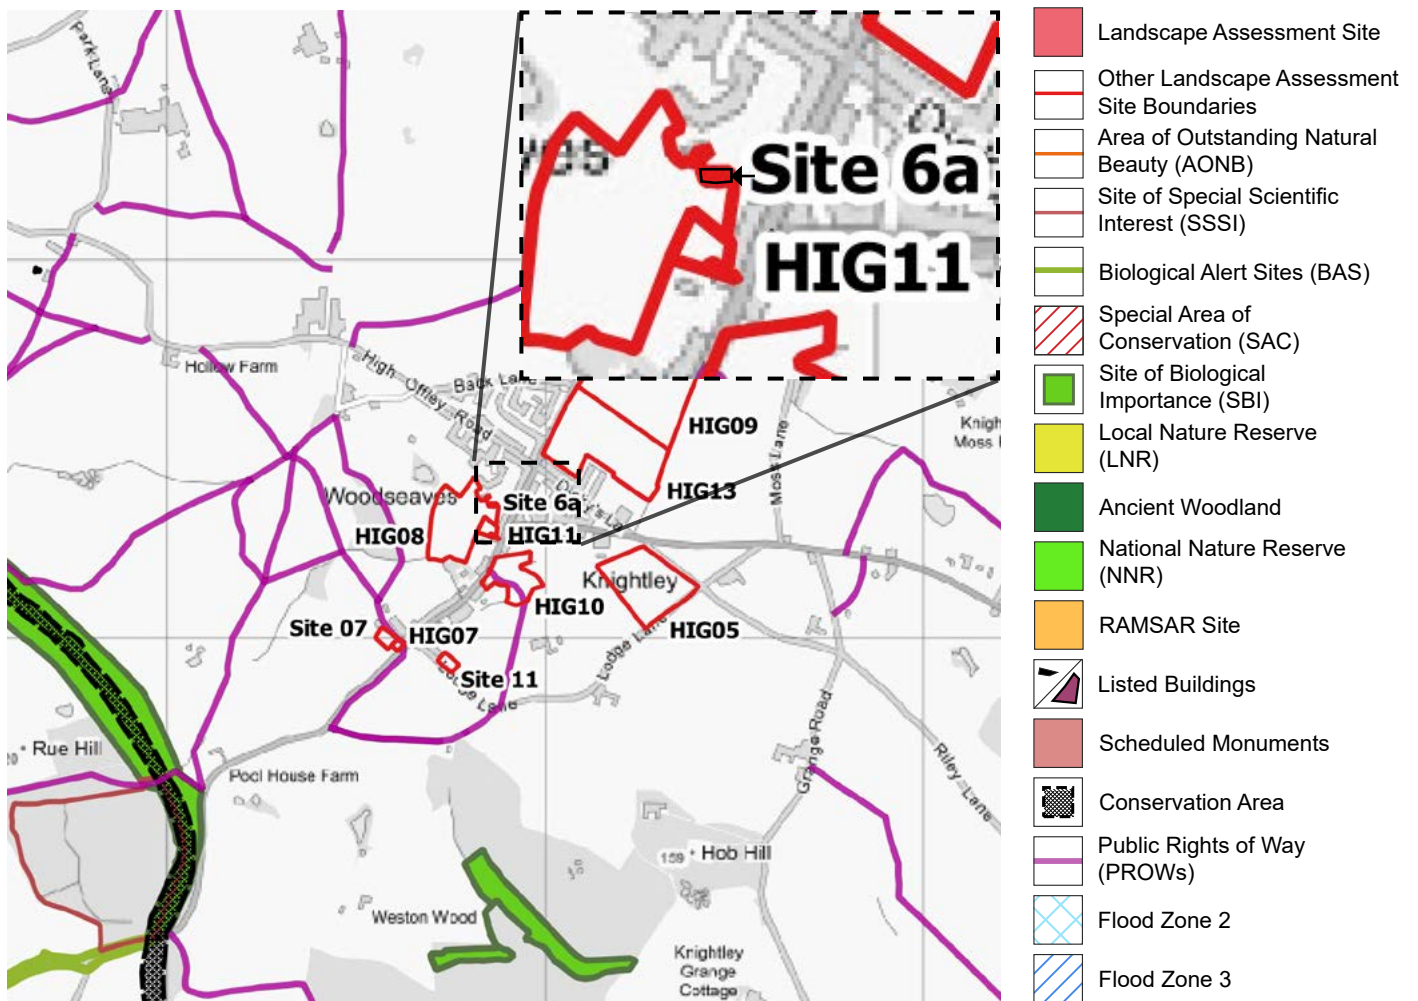 Park Lane
Hollow Farm
High Offley Road
Back Lane
Site 6a
HIG11
HIG09
HIG13
Moss Lane
Woodseaves
Site 6a
HIG08
HIG11
Knightley
HIG10
HIG05
Site 07
HIG07
Site 11
Lodge Lane
Lodge Lane
Rue Hill
Pool House Farm
Grange Road
Riley Lane
159
Hob Hill
Weston Wood
Knightley
Grange
Cottage
Landscape Assessment Site
Other Landscape Assessment
Site Boundaries
Area of Outstanding Natural
Beauty (AONB)
Site of Special Scientific
Interest (SSSI)
Biological Alert Sites (BAS)
Special Area of
Conservation (SAC)
Site of Biological
Importance (SBI)
Local Nature Reserve
(LNR)
Ancient Woodland
National Nature Reserve
(NNR)
RAMSAR Site
Listed Buildings
Scheduled Monuments
Conservation Area
Public Rights of Way
(PROWs)
Flood Zone 2
Flood Zone 3